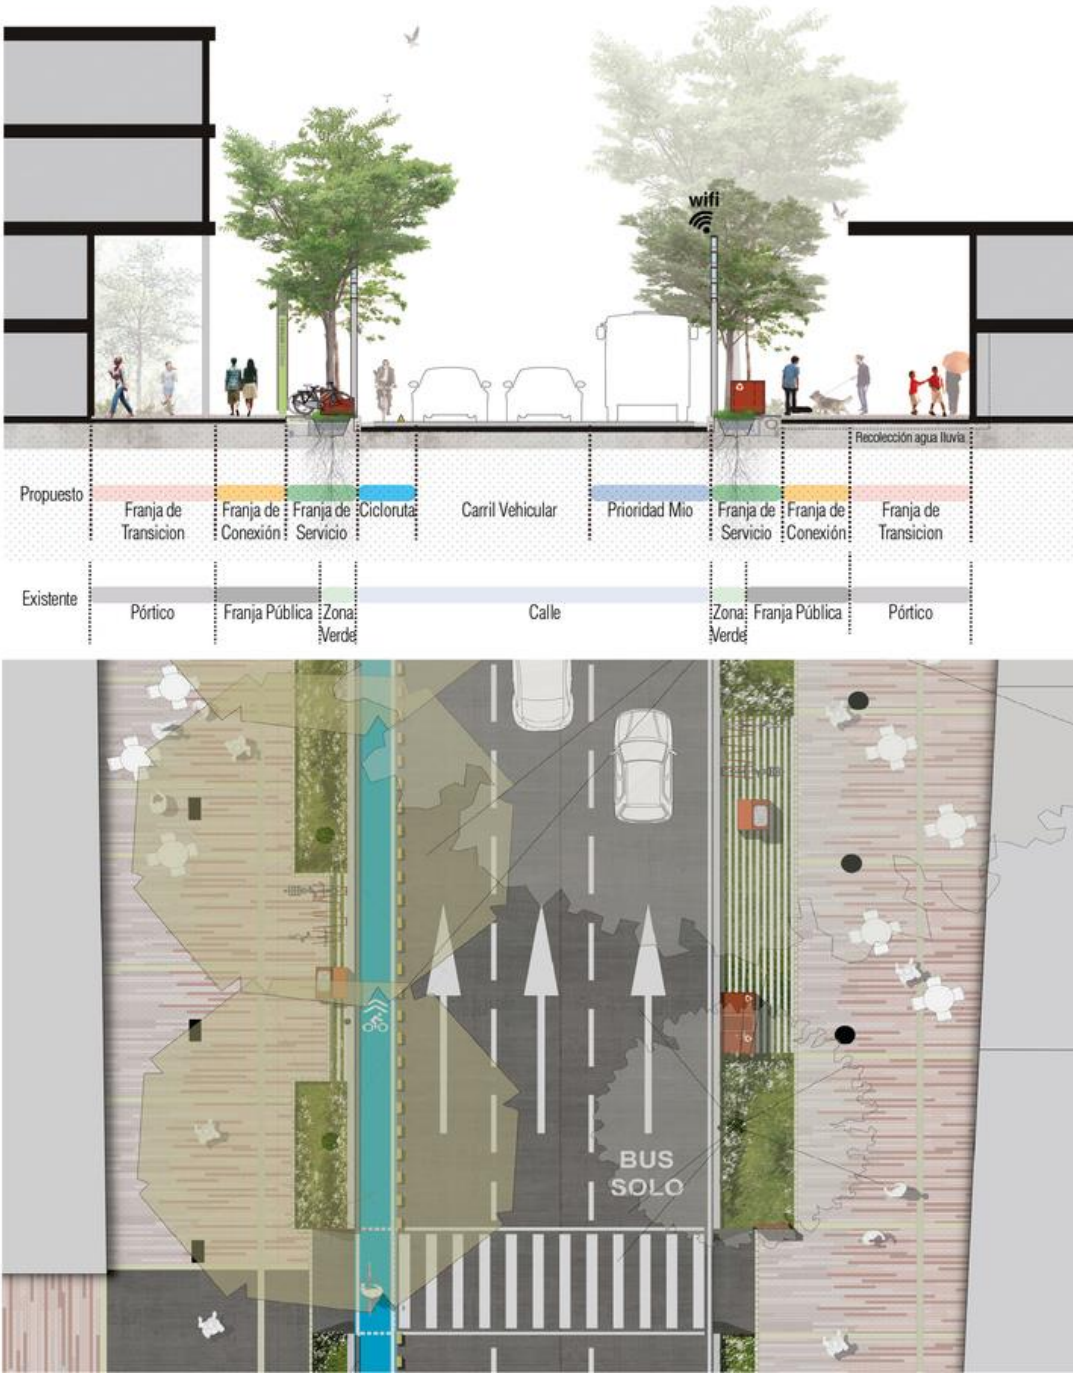 wifi
Recolección agua lluvia
Propuesto
Franja de
Transicion
Franja de
Conexión
Franja de
Servicio
Cicloruta
Carril Vehicular
Prioridad Mio
Franja de
Servicio
Franja de
Conexión
Franja de
Transicion
Existente
Pórtico
Franja Pública
Zona
Verde
Calle
Zona
Verde
Franja Pública
Pórtico
BUS
SOLO